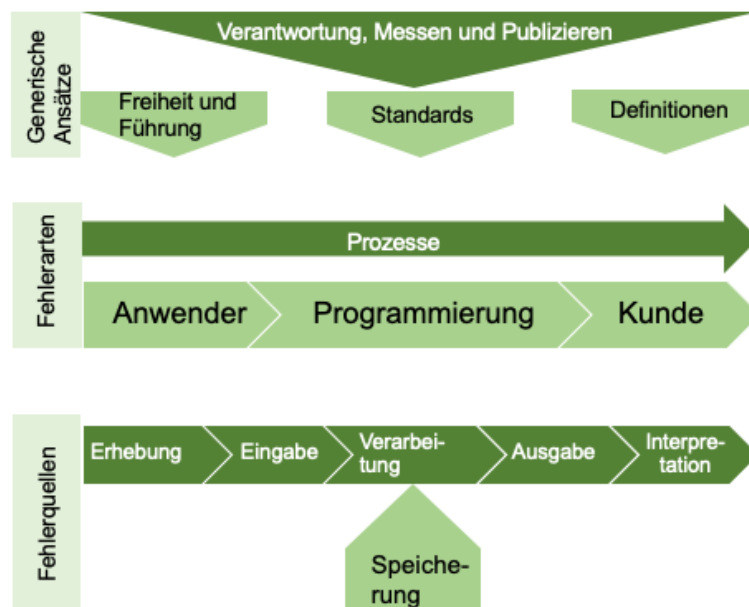 Generische
Ansätze
Verantwortung, Messen und Publizieren
Freiheit und
Führung
Standards
Definitionen
Fehlerarten
Prozesse
Anwender
Programmierung
Kunde
Fehlerquellen
Erhebung
Eingabe
Verarbei-
tung
Ausgabe
Interpre-
tation
Speiche-
rung